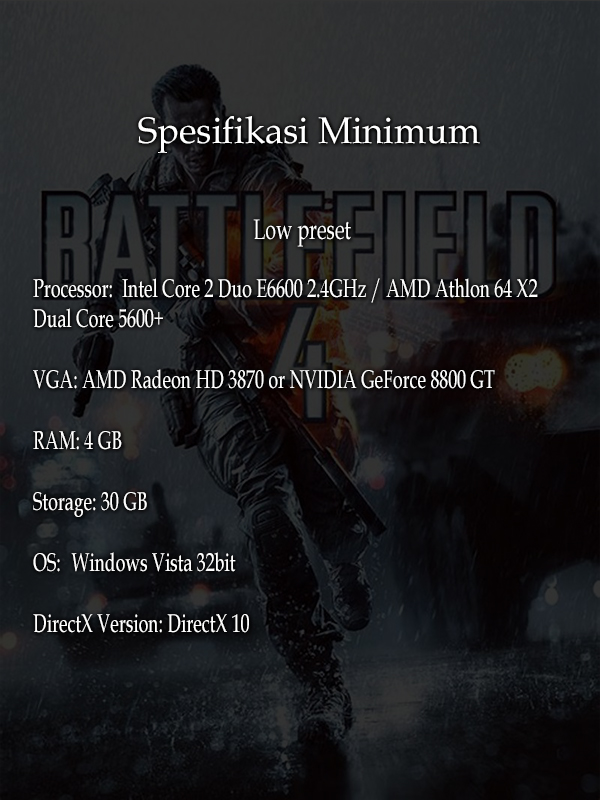 Spesifikasi Minimum
BATTLEFIELD
Low preset
Processor:  Intel Core 2 Duo E6600 2.4GHz / AMD Athlon 64 X2
Dual Core 5600+
4
VGA: AMD Radeon HD 3870 or NVIDIA GeForce 8800 GT
RAM: 4 GB
Storage: 30 GB
OS:  Windows Vista 32bit
DirectX Version: DirectX 10